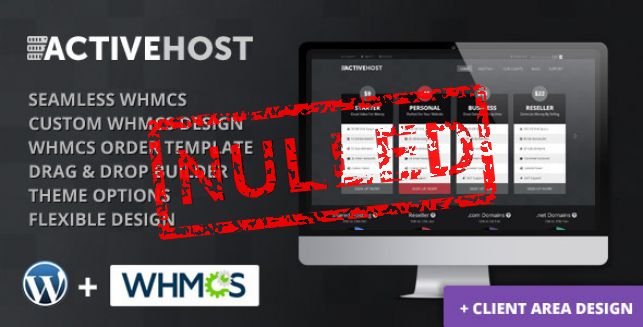 ACTIVEHOST
SEAMLESS WHMCS
CUSTOM WHMCS DESIGN
WHMCS ORDER TEMPLATE
DRAG & DROP BUILDER
THEME OPTIONS
FLEXIBLE DESIGN
NULLED
+ WHMCS
ACTIVEHOST
STARTER
PERSONAL
BUSINESS
RESELLER
Reseller
.com Domains
.net Domains
+ CLIENT AREA DESIGN